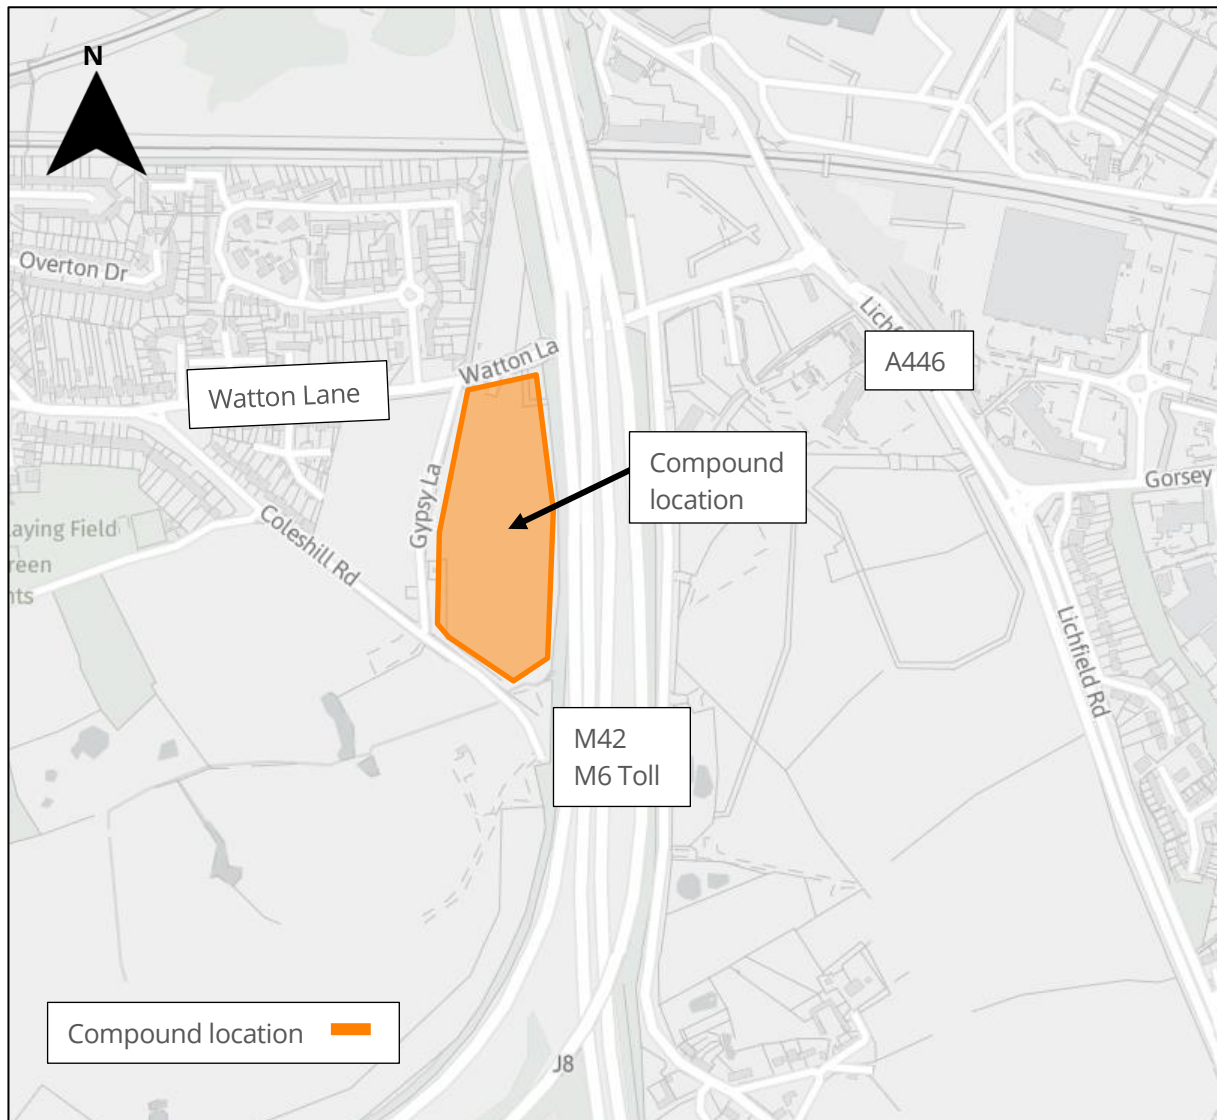 N
Overton Dr
Watton La
Lichf
A446
Watton Lane
Compound
location
Gypsy La
Gorsey
aying Field
reen
nts
Coleshill Rd
Lichfield Rd
M42
M6 Toll
Compound location
J8